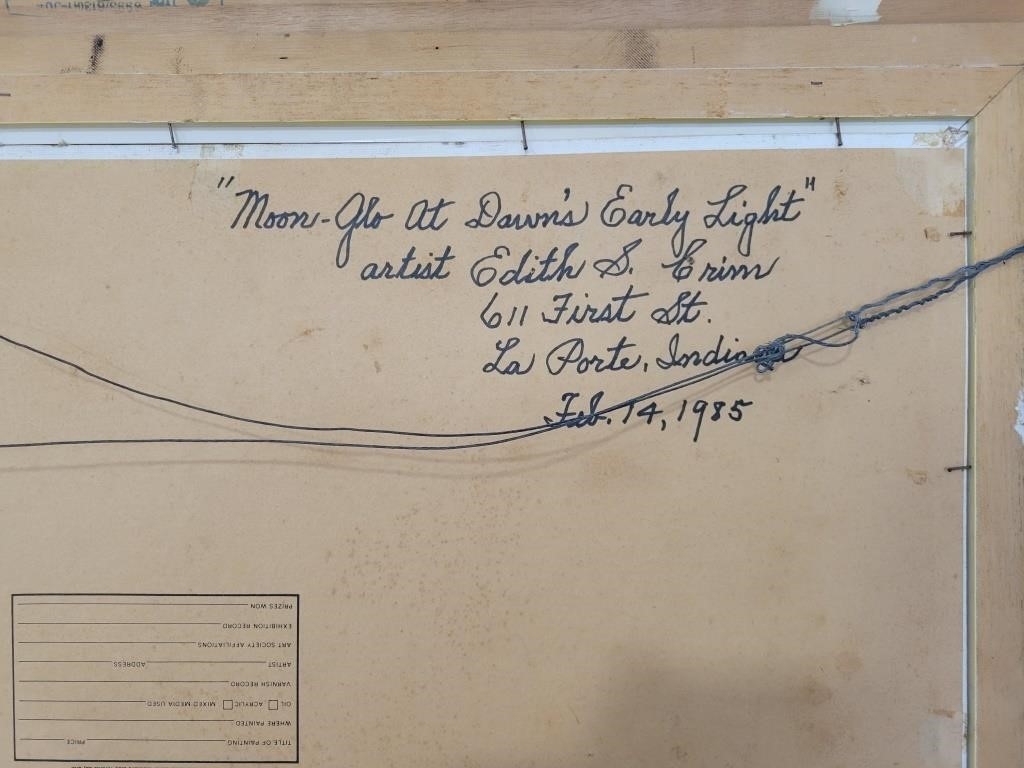 "Moon-Glo At Dawn's Early Light"
artist Edith S. Crim
611 First St.
La Porte, Indiana
Feb. 14, 1985
TITLE OF PAINTING PRICE
WHERE PAINTED
OIL ACRYLIC MIXED MEDIA USED
VARNISH RECORD
ARTIST ADDRESS
ART SOCIETY AFFILIATIONS
EXHIBITION RECORD
PRIZES WON